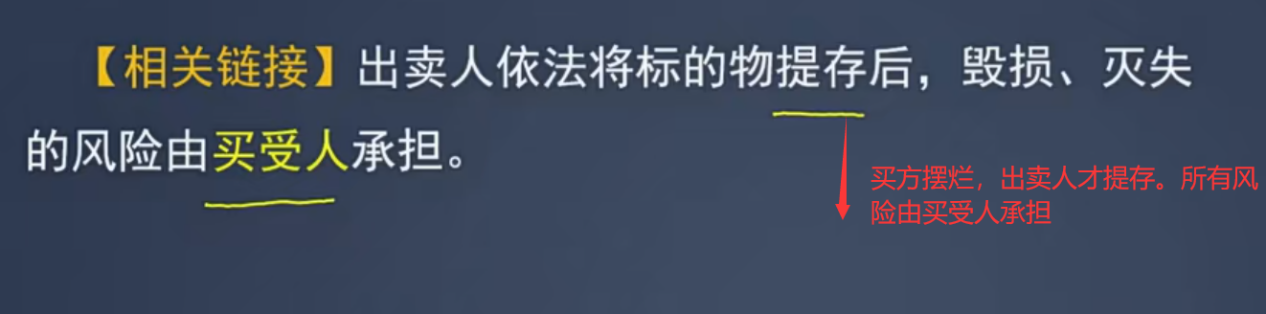 【相关链接】出卖人依法将标的物提存后，毁损、灭失
的风险由买受人承担。
买方摆烂，出卖人才提存。所有风
险由买受人承担